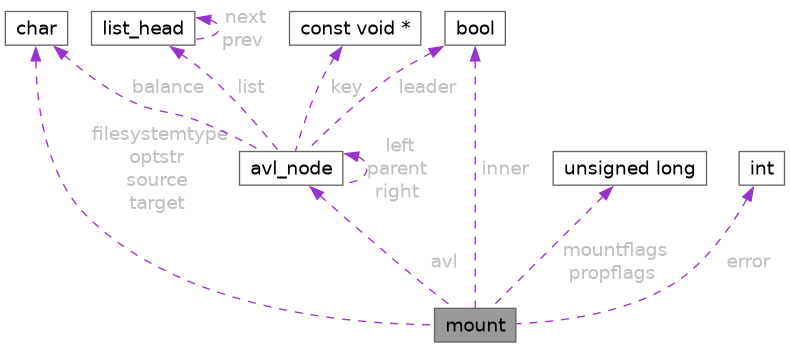 char
list_head
next
prev
const void *
bool
balance
list
key
leader
filesystemtype
optstr
source
target
avl_node
left
parent
right
inner
unsigned long
int
avl
mountflags
propflags
error
mount